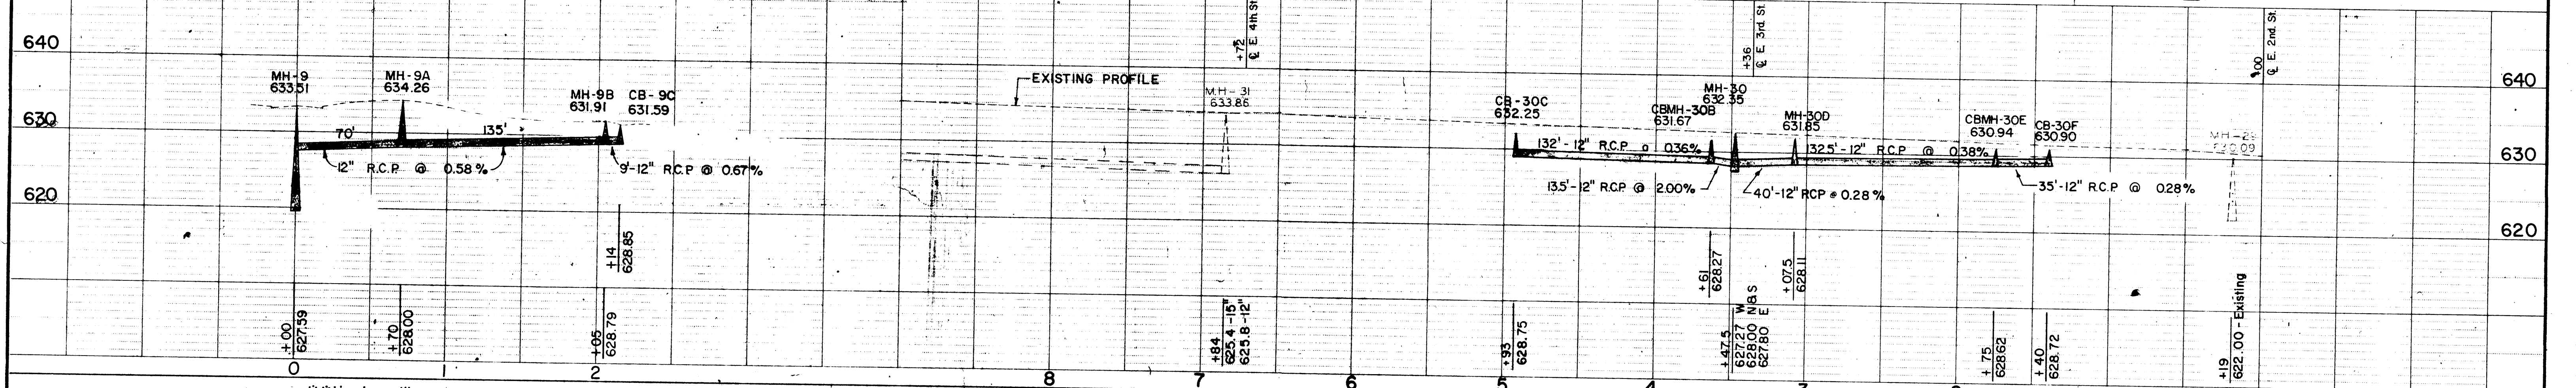 640
630
620
MH-9
633.51
MH-9A
634.26
MH-9B
631.91
CB-9C
631.59
70'
135'
12" R.C.P @ 0.58%
9'-12" R.C.P @ 0.67%
EXISTING PROFILE
MH-31
633.86
+72
℄ E. 4th. St.
CB-30C
632.25
CBMH-30B
631.67
MH-30
632.35
MH-30D
631.85
+36
℄ E. 3rd. St.
CBMH-30E
630.94
CB-30F
630.90
+00
℄ E. 2nd. St.
132'-12" R.C.P @ 0.36%
132.5'-12" R.C.P @ 0.38%
13.5'-12" R.C.P @ 2.00%
40'-12" RCP @ 0.28%
35'-12" R.C.P @ 0.28%
640
630
620
+00
627.59
+70
628.00
+05
628.79
+14
628.85
+84
625.4-15"
625.8-12"
+93
628.75
+61
628.27
+47.5
627.27 W
628.00 N&S
627.80 E
+07.5
628.11
+75
628.62
+40
628.72
+19
622.00-Existing
0
2
8
7
6
5
4